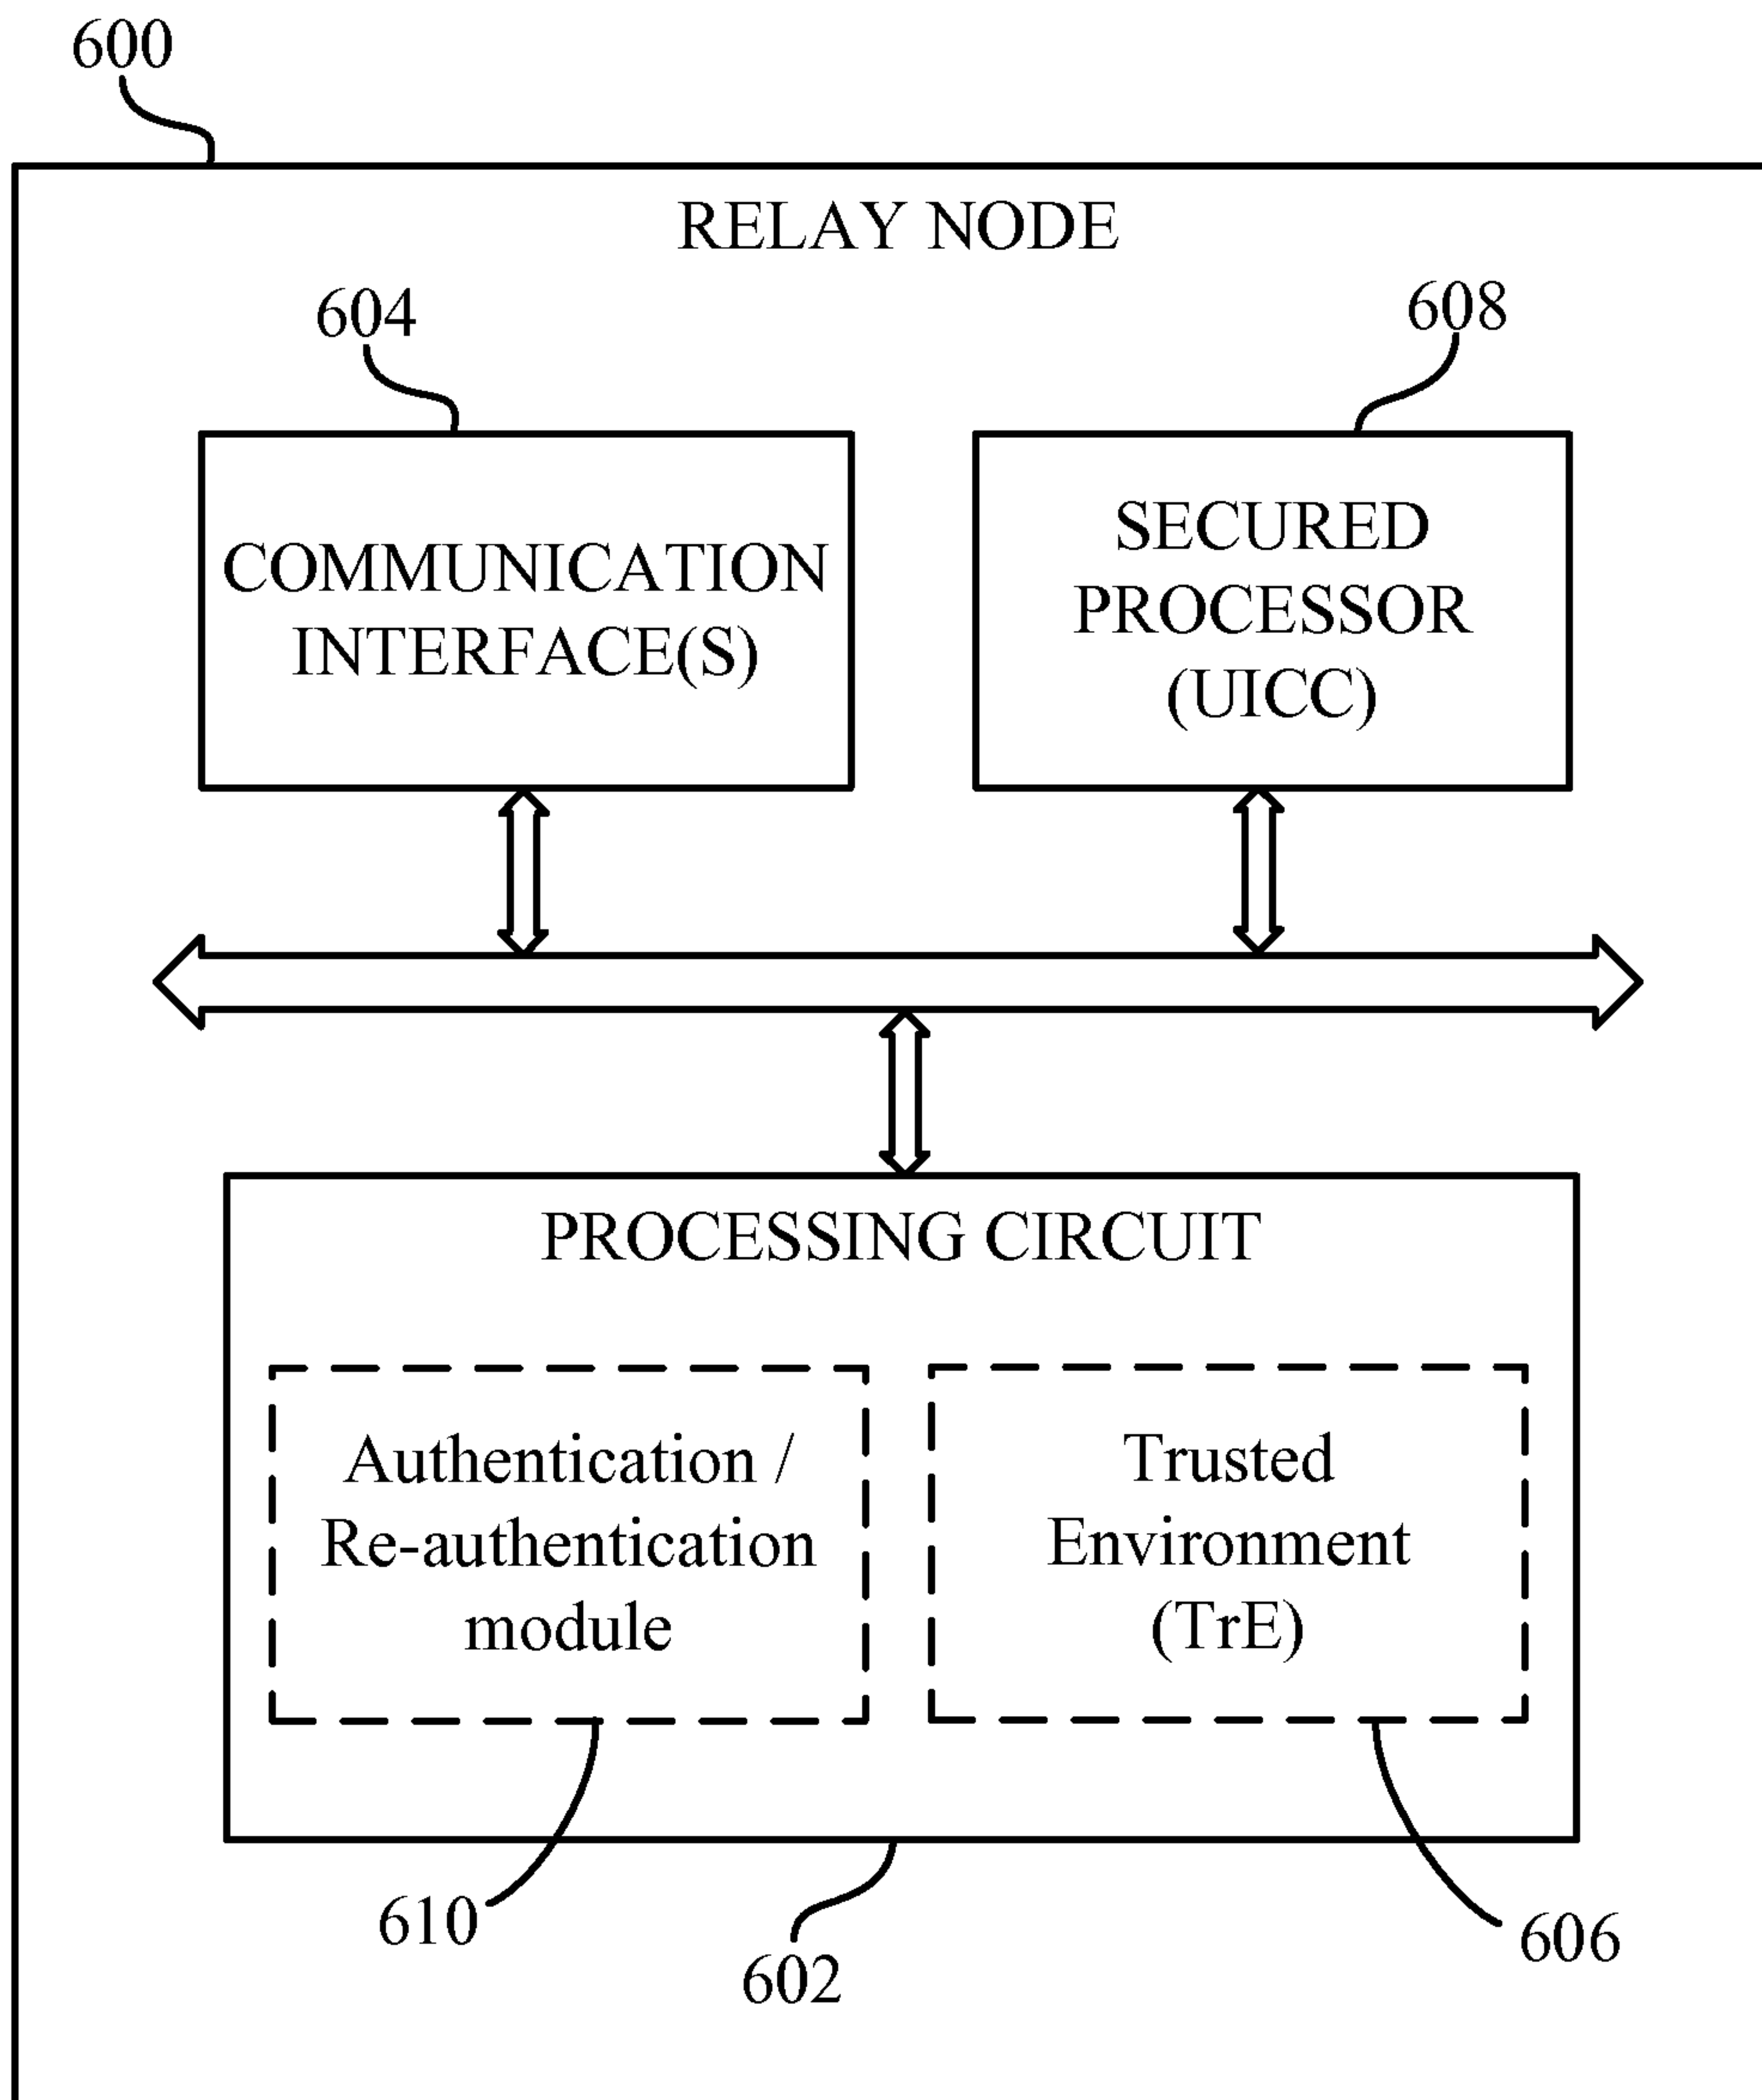 600
RELAY NODE
604
608
COMMUNICATION
INTERFACE(S)
SECURED
PROCESSOR
(UICC)
PROCESSING CIRCUIT
Authentication /
Re-authentication
module
Trusted
Environment
(TrE)
610
602
606